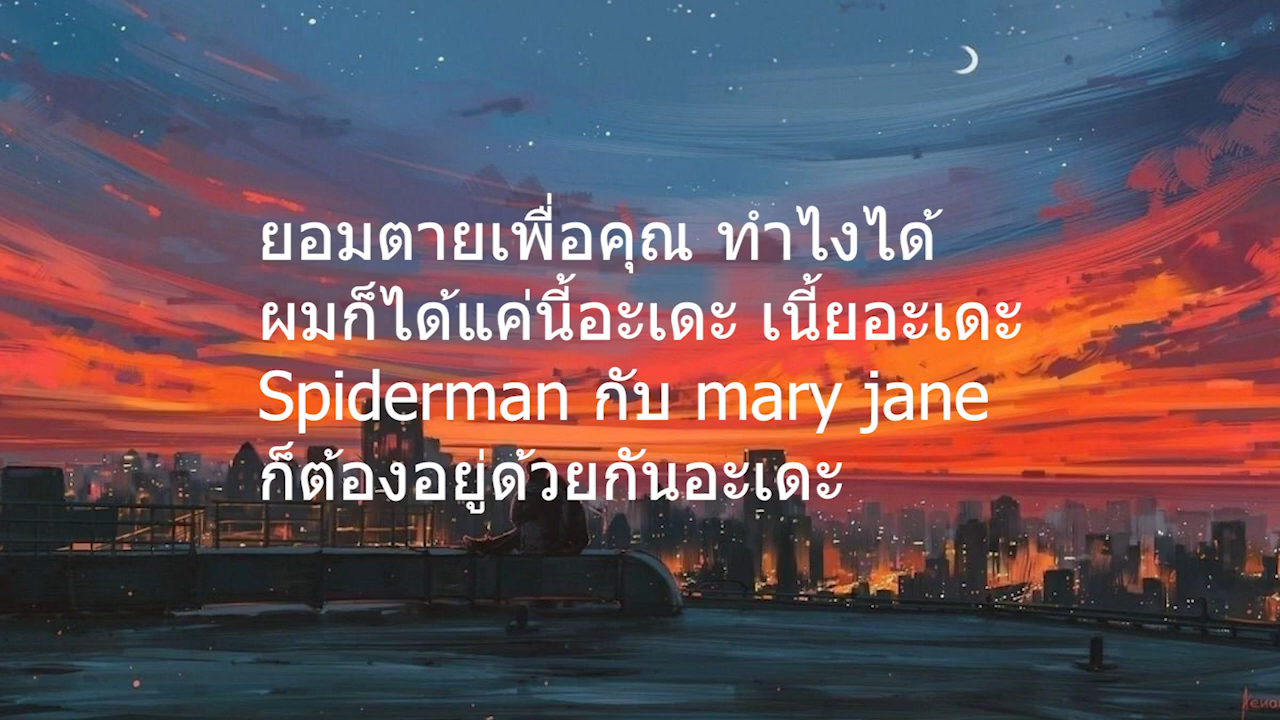 ยอมตายเพื่อคุณ ทำไงได้
ผมก็ได้แค่นี้อะเดะ เนี้ยอะเดะ
Spiderman กับ mary jane
ก็ต้องอยู่ด้วยกันอะเดะ